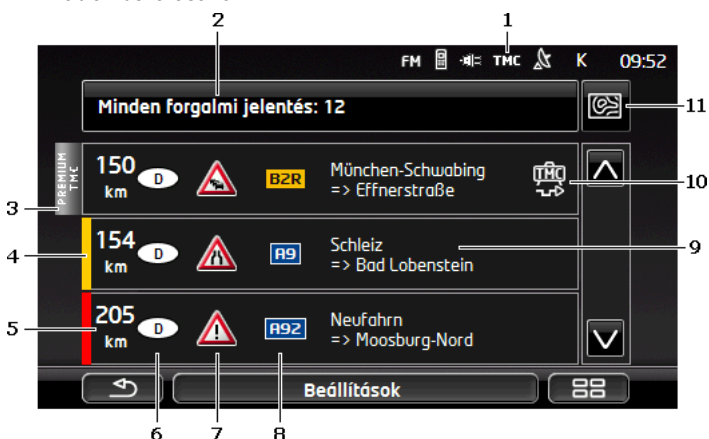 2
1
FM TMC K 09:52
Minden forgalmi jelentés: 12
11
PREMIUM
TMC
150
km
D
B2R
München-Schwabing
=> Effnerstraße
TMC
10
3
154
km
D
A9
Schleiz
=> Bad Lobenstein
9
4
205
km
D
A92
Neufahrn
=> Moosburg-Nord
5
Beállítások
6
7
8